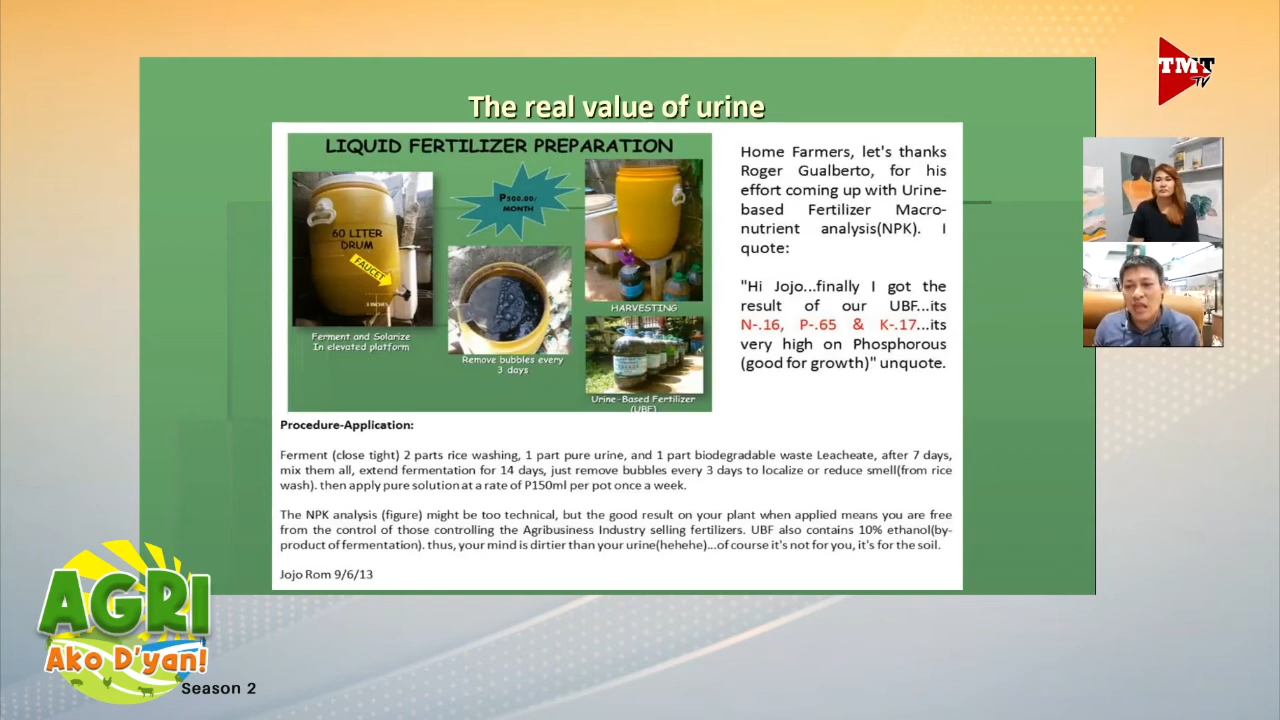 TMT
TV
The real value of urine
LIQUID FERTILIZER PREPARATION
P500.00/
MONTH
60 LITER
DRUM
FAUCET
3 INCHES
Ferment and Solarize
In elevated platform
Remove bubbles every
3 days
HARVESTING
Urine-Based Fertilizer
(UBF)
Home Farmers, let's thanks
Roger Gualberto, for his
effort coming up with Urine-
based Fertilizer Macro-
nutrient analysis(NPK). I
quote:
"Hi Jojo...finally I got the
result of our UBF...its
N-.16, P-.65 & K-.17...its
very high on Phosphorous
(good for growth)" unquote.
Procedure-Application:
Ferment (close tight) 2 parts rice washing, 1 part pure urine, and 1 part biodegradable waste Leacheate, after 7 days,
mix them all, extend fermentation for 14 days, just remove bubbles every 3 days to localize or reduce smell(from rice
wash). then apply pure solution at a rate of P150ml per pot once a week.
The NPK analysis (figure) might be too technical, but the good result on your plant when applied means you are free
from the control of those controlling the Agribusiness Industry selling fertilizers. UBF also contains 10% ethanol(by-
product of fermentation). thus, your mind is dirtier than your urine(hehehe)...of course it's not for you, it's for the soil.
Jojo Rom 9/6/13
AGRI
Ako D'yan!
Season 2